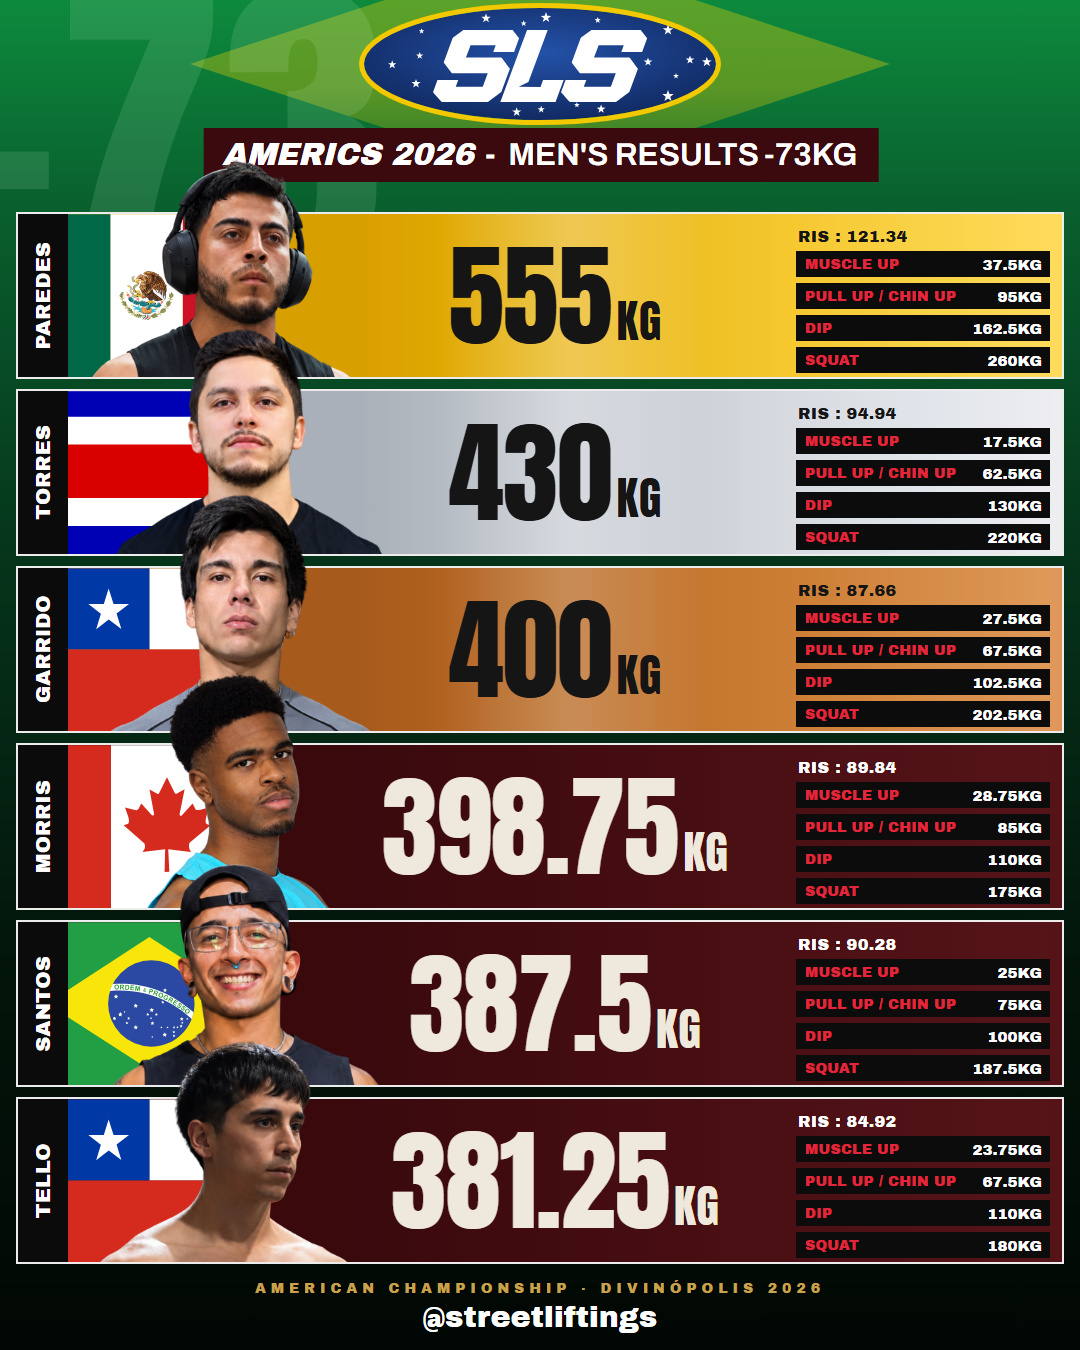 -73
SLS
AMERICS 2026 - MEN'S RESULTS -73KG
PAREDES
555KG
RIS : 121.34
MUSCLE UP 37.5KG
PULL UP / CHIN UP 95KG
DIP 162.5KG
SQUAT 260KG
TORRES
430KG
RIS : 94.94
MUSCLE UP 17.5KG
PULL UP / CHIN UP 62.5KG
DIP 130KG
SQUAT 220KG
GARRIDO
400KG
RIS : 87.66
MUSCLE UP 27.5KG
PULL UP / CHIN UP 67.5KG
DIP 102.5KG
SQUAT 202.5KG
MORRIS
398.75KG
RIS : 89.84
MUSCLE UP 28.75KG
PULL UP / CHIN UP 85KG
DIP 110KG
SQUAT 175KG
SANTOS
ORDEM E PROGRESSO
387.5KG
RIS : 90.28
MUSCLE UP 25KG
PULL UP / CHIN UP 75KG
DIP 100KG
SQUAT 187.5KG
TELLO
381.25KG
RIS : 84.92
MUSCLE UP 23.75KG
PULL UP / CHIN UP 67.5KG
DIP 110KG
SQUAT 180KG
AMERICAN CHAMPIONSHIP · DIVINÓPOLIS 2026
@streetliftings